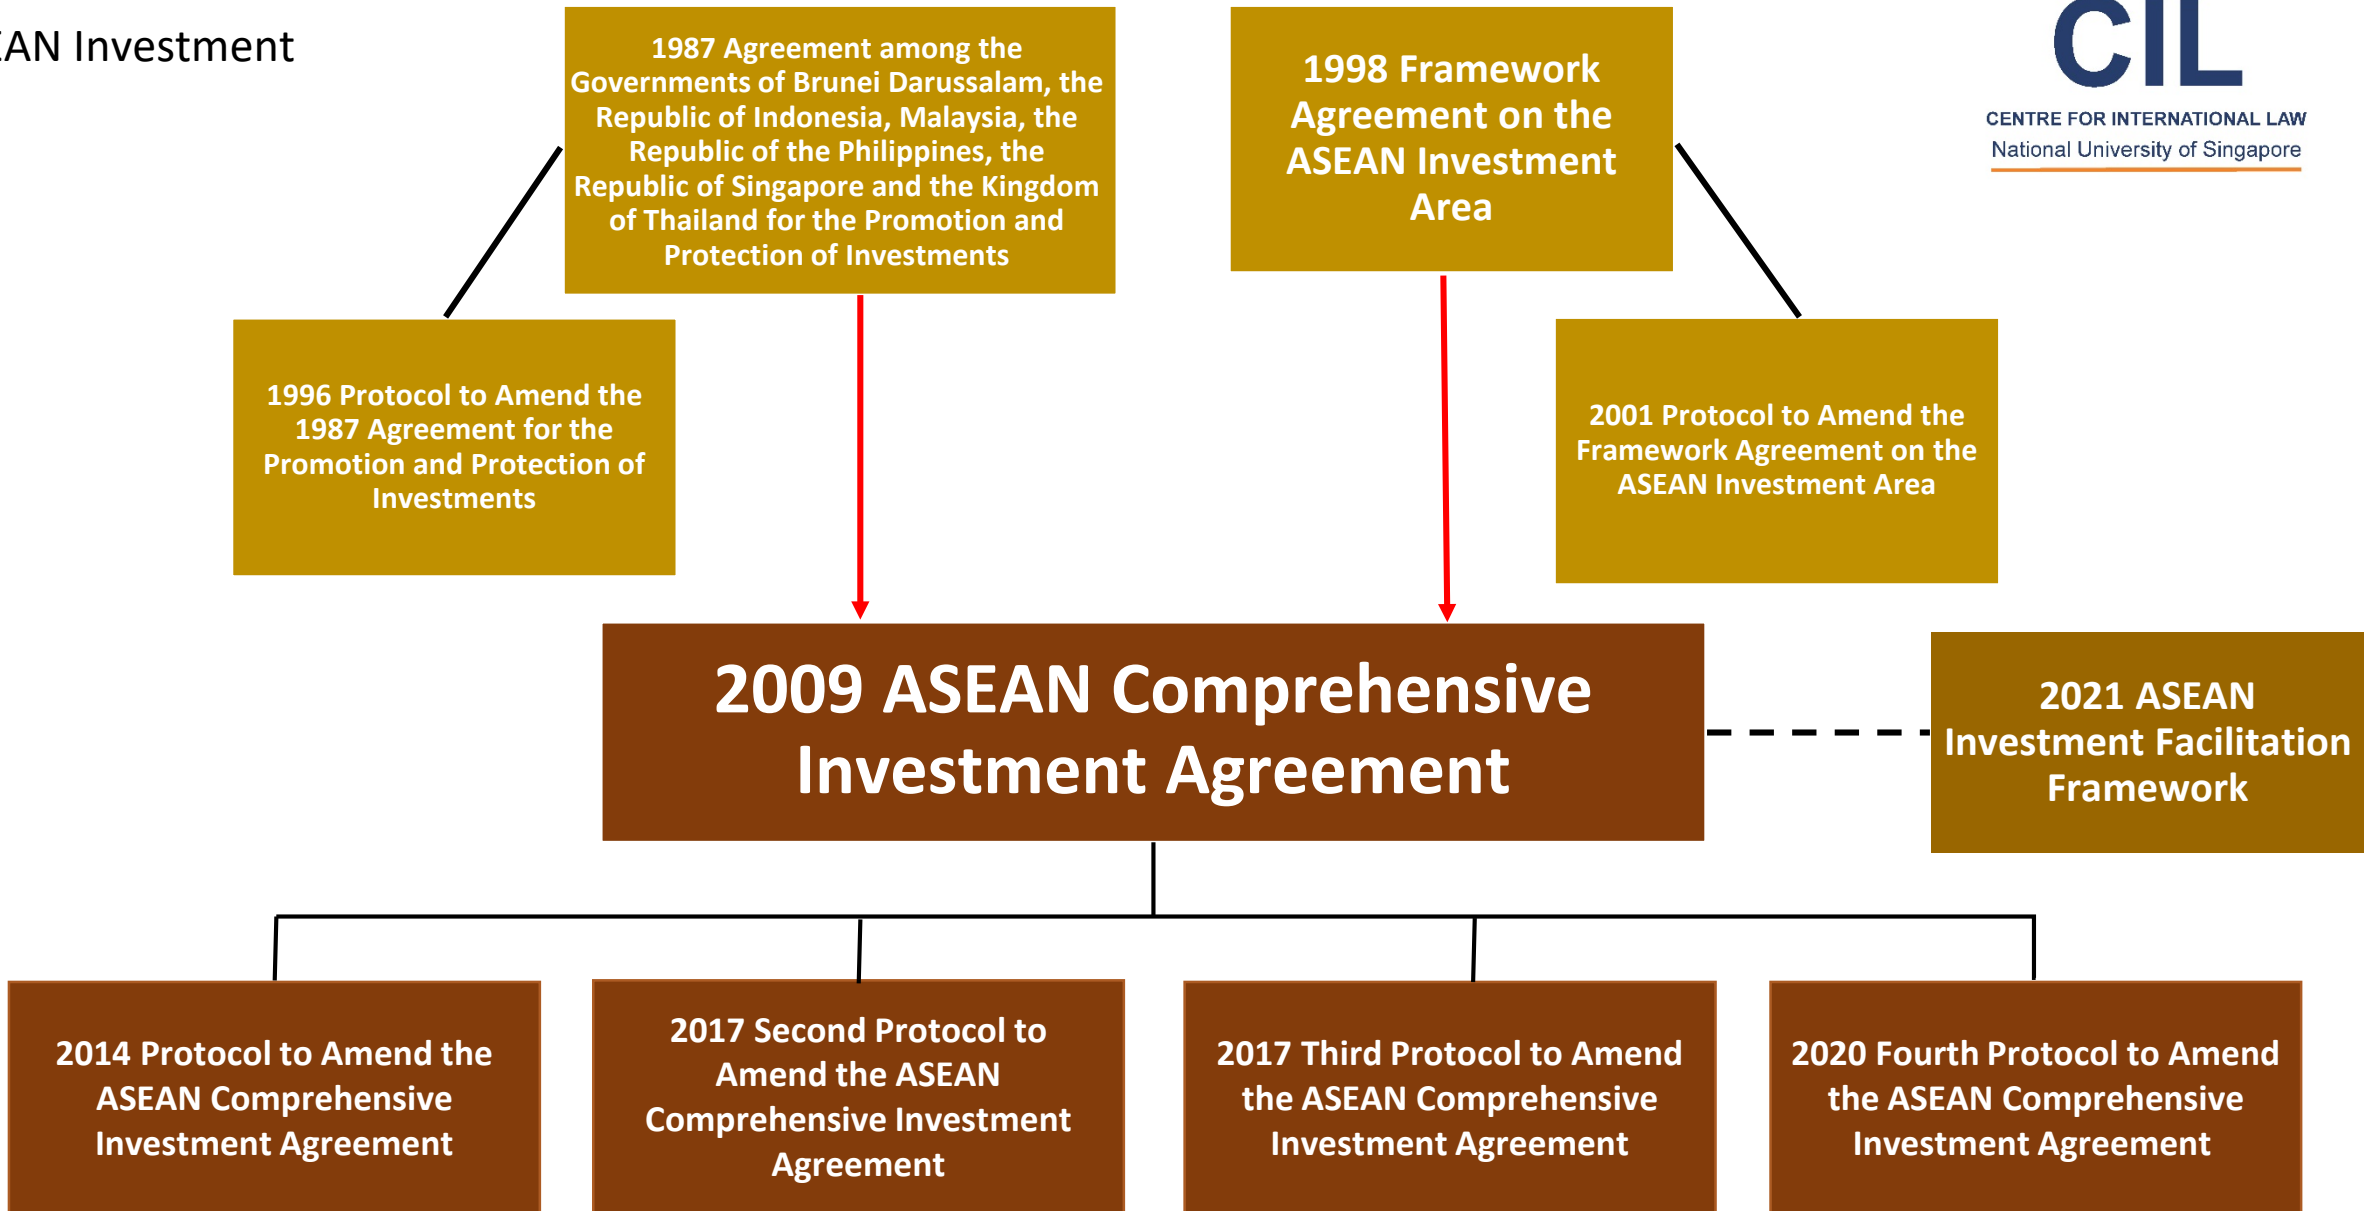 EAN Investment
1987 Agreement among the
Governments of Brunei Darussalam, the
Republic of Indonesia, Malaysia, the
Republic of the Philippines, the
Republic of Singapore and the Kingdom
of Thailand for the Promotion and
Protection of Investments
1998 Framework
Agreement on the
ASEAN Investment
Area
CIL
CENTRE FOR INTERNATIONAL LAW
National University of Singapore
1996 Protocol to Amend the
1987 Agreement for the
Promotion and Protection of
Investments
2001 Protocol to Amend the
Framework Agreement on the
ASEAN Investment Area
2009 ASEAN Comprehensive
Investment Agreement
2021 ASEAN
Investment Facilitation
Framework
2014 Protocol to Amend the
ASEAN Comprehensive
Investment Agreement
2017 Second Protocol to
Amend the ASEAN
Comprehensive Investment
Agreement
2017 Third Protocol to Amend
the ASEAN Comprehensive
Investment Agreement
2020 Fourth Protocol to Amend
the ASEAN Comprehensive
Investment Agreement